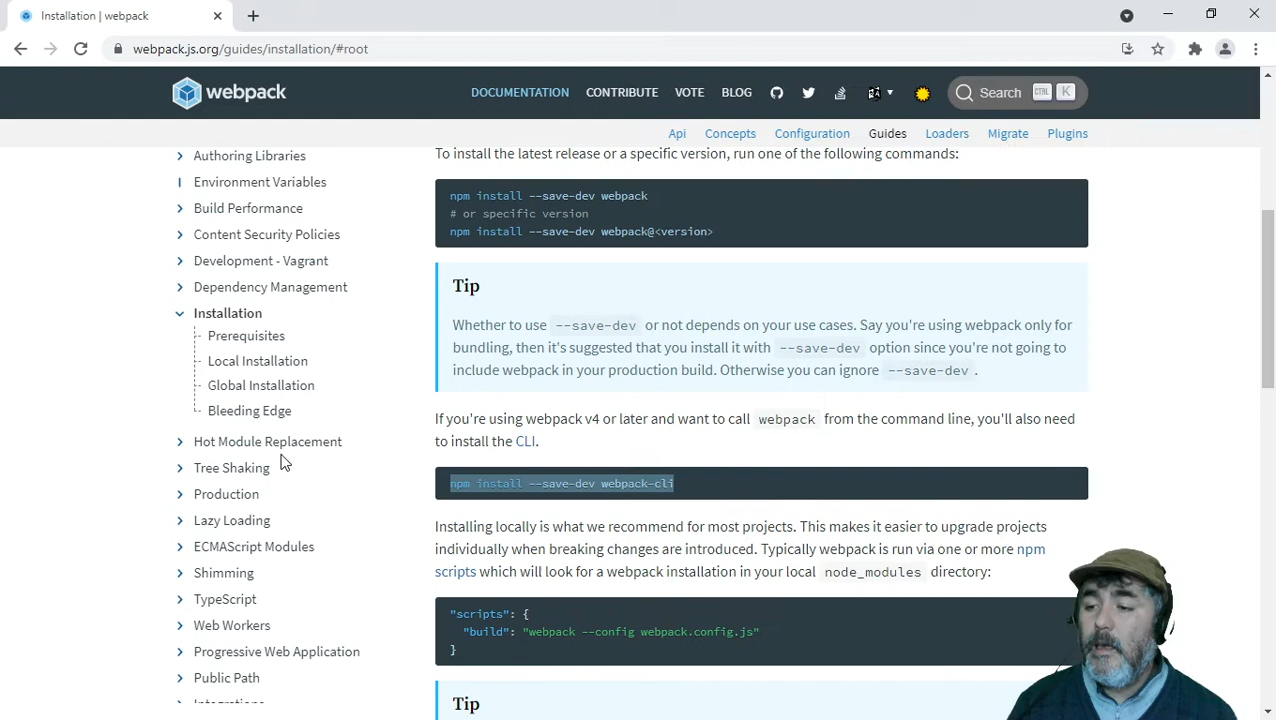 Installation | webpack
webpack.js.org/guides/installation/#root
webpack
DOCUMENTATION CONTRIBUTE VOTE BLOG
Search CTRL K
Api Concepts Configuration Guides Loaders Migrate Plugins
Authoring Libraries
Environment Variables
Build Performance
Content Security Policies
Development - Vagrant
Dependency Management
Installation
Prerequisites
Local Installation
Global Installation
Bleeding Edge
Hot Module Replacement
Tree Shaking
Production
Lazy Loading
ECMAScript Modules
Shimming
TypeScript
Web Workers
Progressive Web Application
Public Path
Integrations
To install the latest release or a specific version, run one of the following commands:
npm install --save-dev webpack
# or specific version
npm install --save-dev webpack@<version>
Tip
Whether to use --save-dev or not depends on your use cases. Say you're using webpack only for
bundling, then it's suggested that you install it with --save-dev option since you're not going to
include webpack in your production build. Otherwise you can ignore --save-dev .
If you're using webpack v4 or later and want to call webpack from the command line, you'll also need
to install the CLI.
npm install --save-dev webpack-cli
Installing locally is what we recommend for most projects. This makes it easier to upgrade projects
individually when breaking changes are introduced. Typically webpack is run via one or more npm
scripts which will look for a webpack installation in your local node_modules directory:
"scripts": {
"build": "webpack --config webpack.config.js"
}
Tip